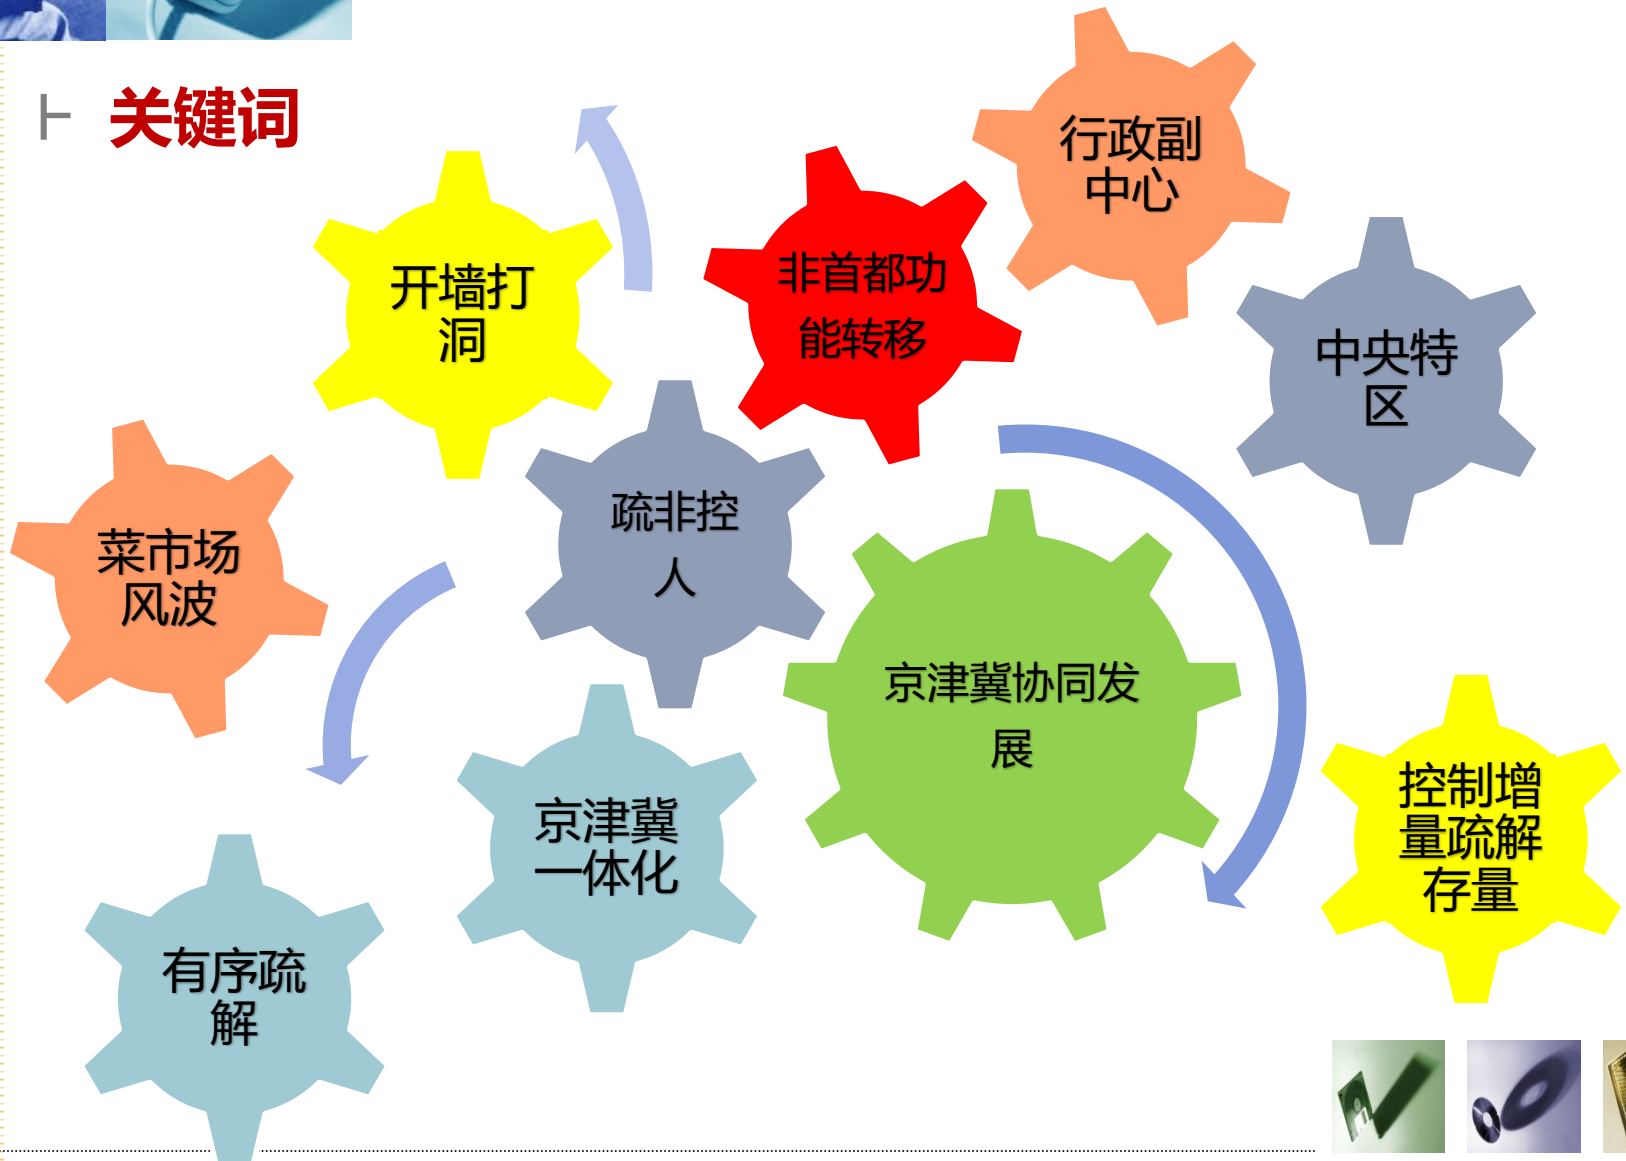 关键词
行政副
中心
开墙打
洞
非首都功
能转移
中央特
区
疏非控
人
菜市场
风波
京津冀协同发
展
京津冀
一体化
控制增
量疏解
存量
有序疏
解